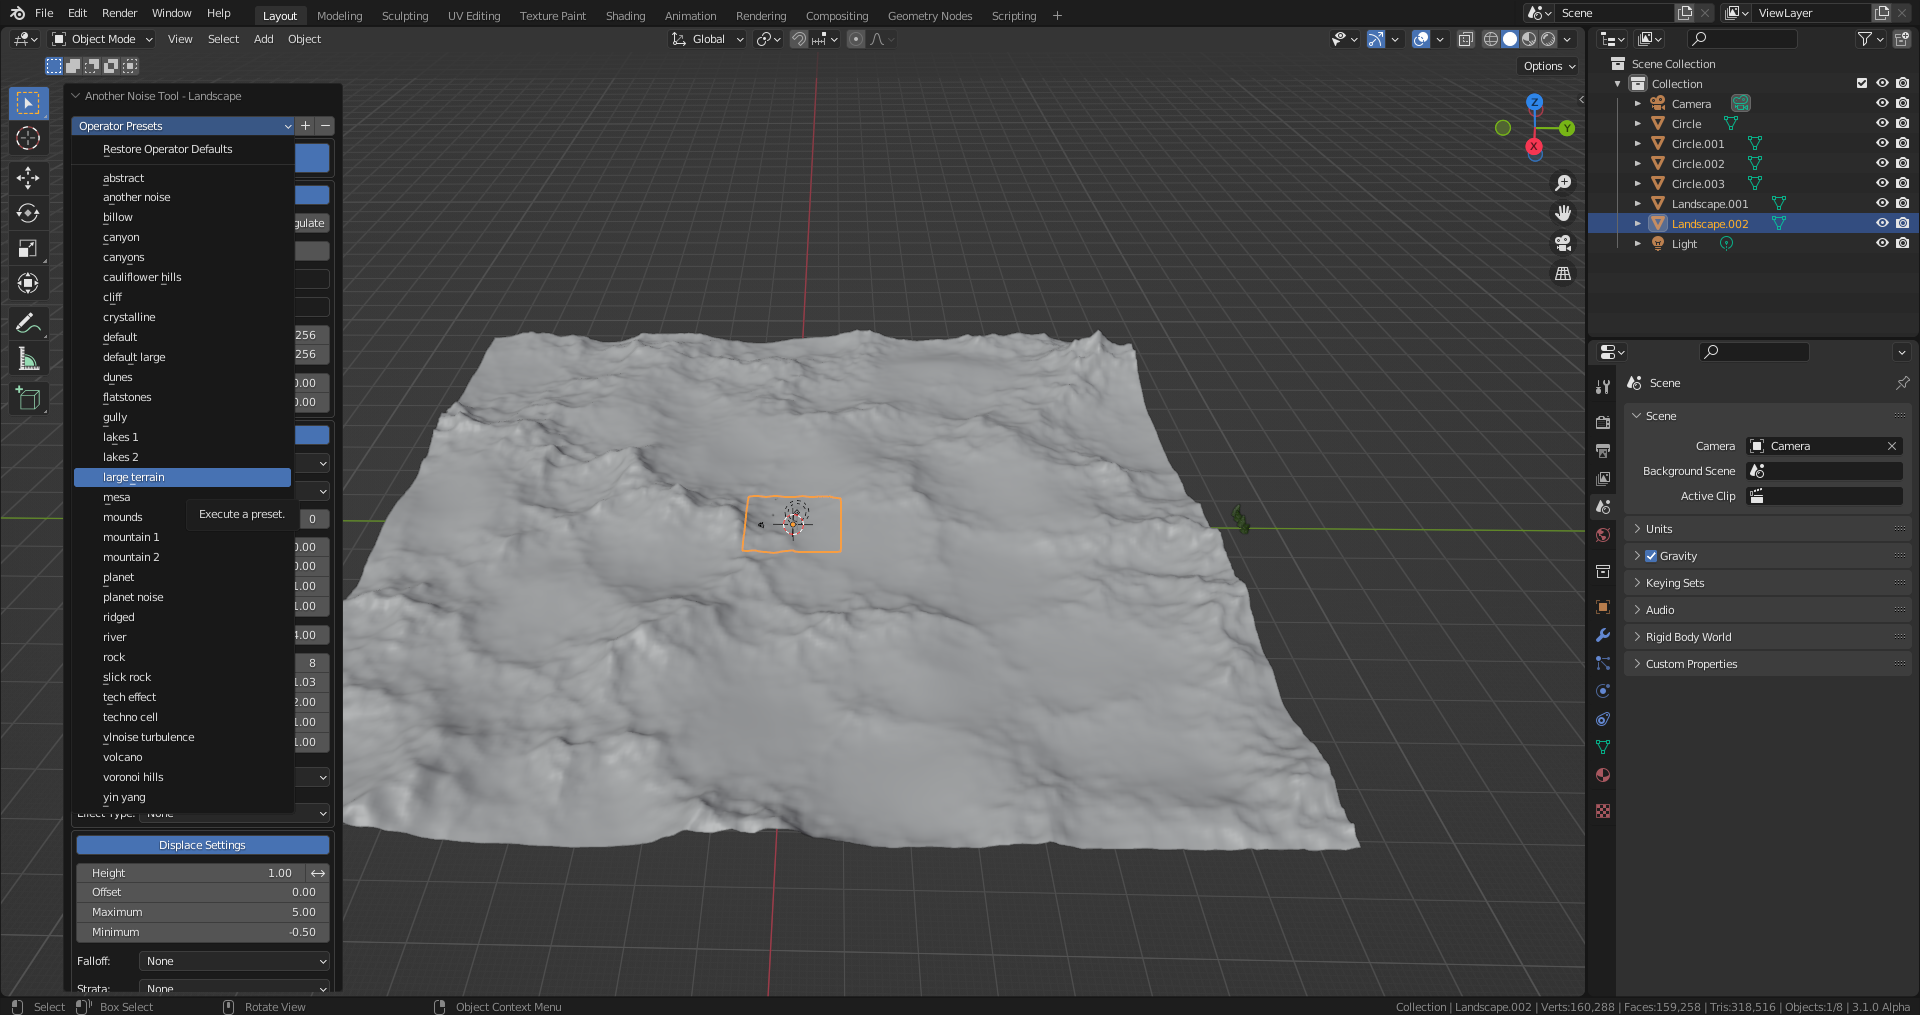 File Edit Render Window Help Layout Modeling Sculpting UV Editing Texture Paint Shading Animation Rendering Compositing Geometry Nodes Scripting + Scene ViewLayer
Object Mode View Select Add Object Global
Options
Another Noise Tool - Landscape
Operator Presets
Restore Operator Defaults
abstract
another noise
billow
gulate
canyon
canyons
cauliflower hills
cliff
crystalline
default 256
default large 256
dunes 0.00
flatstones 0.00
gully
lakes 1
lakes 2
large terrain
mesa
Execute a preset.
mounds 0
mountain 1
0.00
mountain 2
0.00
planet 1.00
planet noise 1.00
ridged
river 4.00
rock 8
slick rock 1.03
tech effect 2.00
techno cell 1.00
vlnoise turbulence 1.00
volcano
voronoi hills
yin yang
Effect Type: None
Displace Settings
Height 1.00
Offset 0.00
Maximum 5.00
Minimum -0.50
Falloff: None
Strata: None
Z
Y
X
Scene Collection
Collection
Camera
Circle
Circle.001
Circle.002
Circle.003
Landscape.001
Landscape.002
Light
Scene
Scene
Camera Camera
Background Scene
Active Clip
Units
Gravity
Keying Sets
Audio
Rigid Body World
Custom Properties
Select Box Select Rotate View Object Context Menu Collection | Landscape.002 | Verts:160,288 | Faces:159,258 | Tris:318,516 | Objects:1/8 | 3.1.0 Alpha